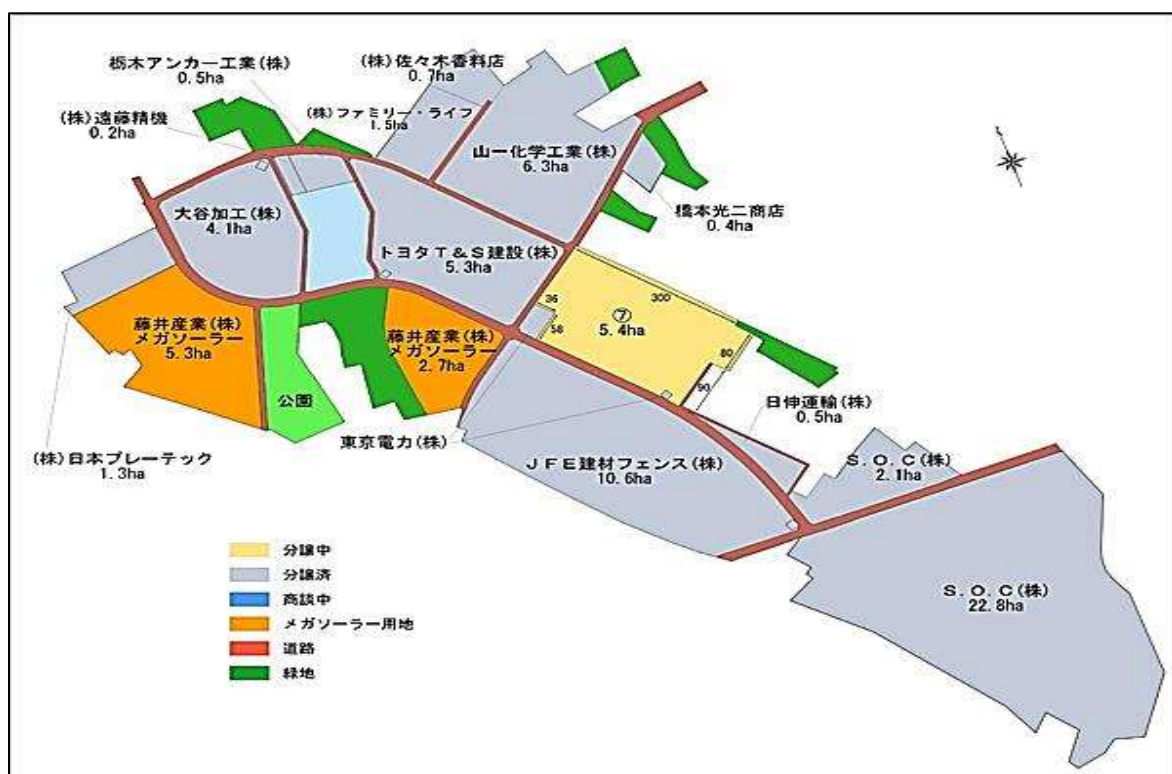 栃木アンカー工業(株)
0.5ha
(株)佐々木香料店
0.7ha
(株)遠藤精機
0.2ha
(株)ファミリー・ライフ
1.5ha
山一化学工業(株)
6.3ha
大谷加工(株)
4.1ha
橋本光二商店
0.4ha
トヨタT&S建設(株)
5.3ha
36
58
300
⑦
5.4ha
80
90
藤井産業(株)
メガソーラー
5.3ha
藤井産業(株)
メガソーラー
2.7ha
公園
東京電力(株)
日伸運輸(株)
0.5ha
(株)日本プレーテック
1.3ha
JFE建材フェンス(株)
10.6ha
S.O.C(株)
2.1ha
S.O.C(株)
22.8ha
分譲中
分譲済
商談中
メガソーラー用地
道路
緑地